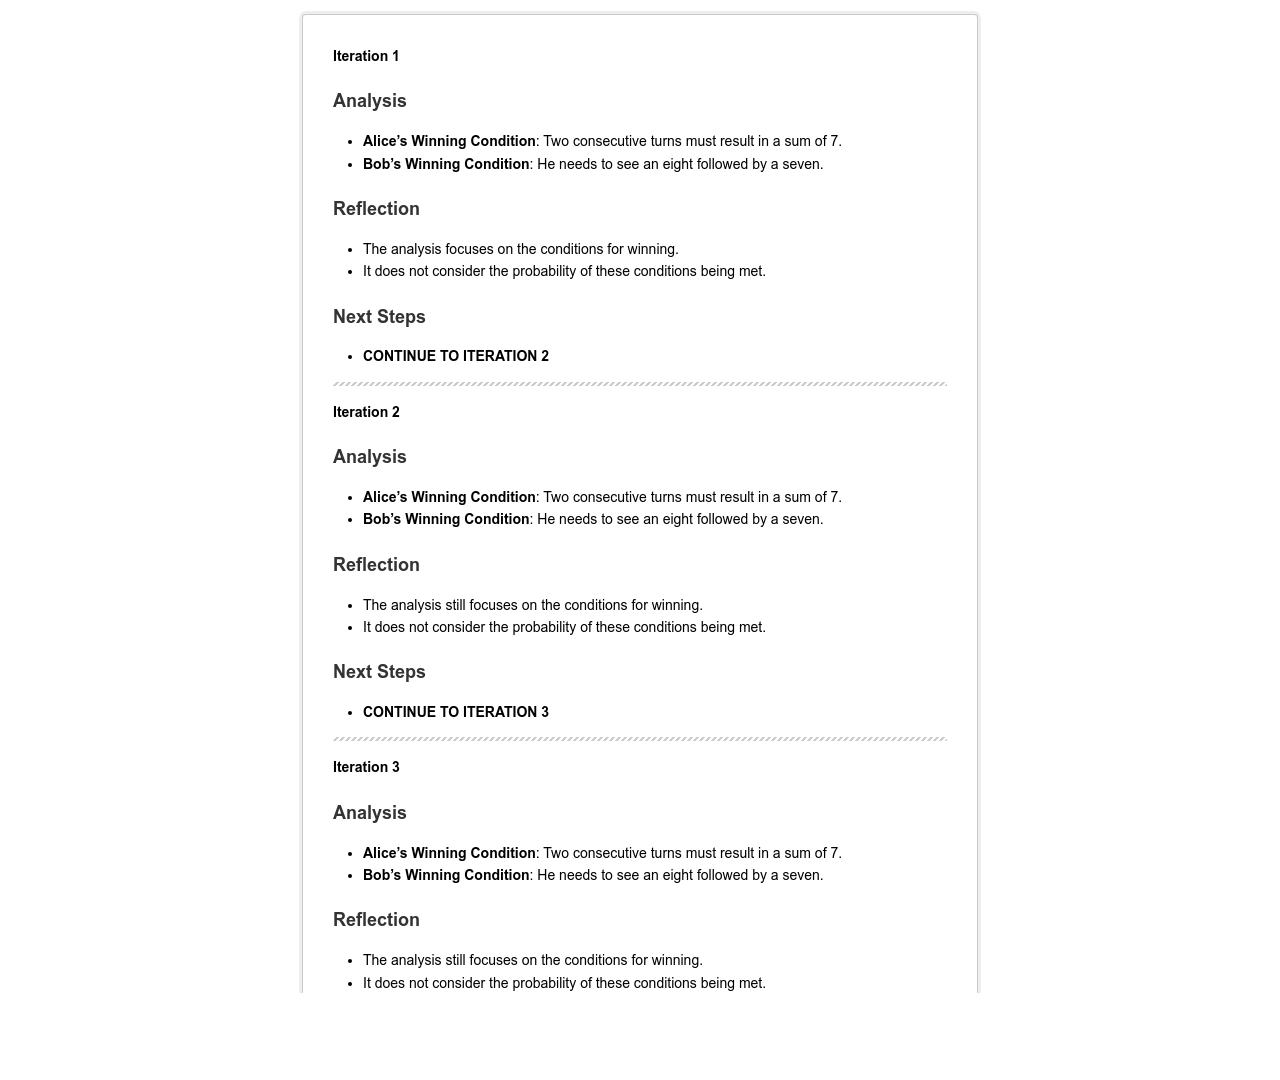 Iteration 1
Analysis
• Alice’s Winning Condition: Two consecutive turns must result in a sum of 7.
• Bob’s Winning Condition: He needs to see an eight followed by a seven.
Reflection
• The analysis focuses on the conditions for winning.
• It does not consider the probability of these conditions being met.
Next Steps
• CONTINUE TO ITERATION 2
Iteration 2
Analysis
• Alice’s Winning Condition: Two consecutive turns must result in a sum of 7.
• Bob’s Winning Condition: He needs to see an eight followed by a seven.
Reflection
• The analysis still focuses on the conditions for winning.
• It does not consider the probability of these conditions being met.
Next Steps
• CONTINUE TO ITERATION 3
Iteration 3
Analysis
• Alice’s Winning Condition: Two consecutive turns must result in a sum of 7.
• Bob’s Winning Condition: He needs to see an eight followed by a seven.
Reflection
• The analysis still focuses on the conditions for winning.
• It does not consider the probability of these conditions being met.